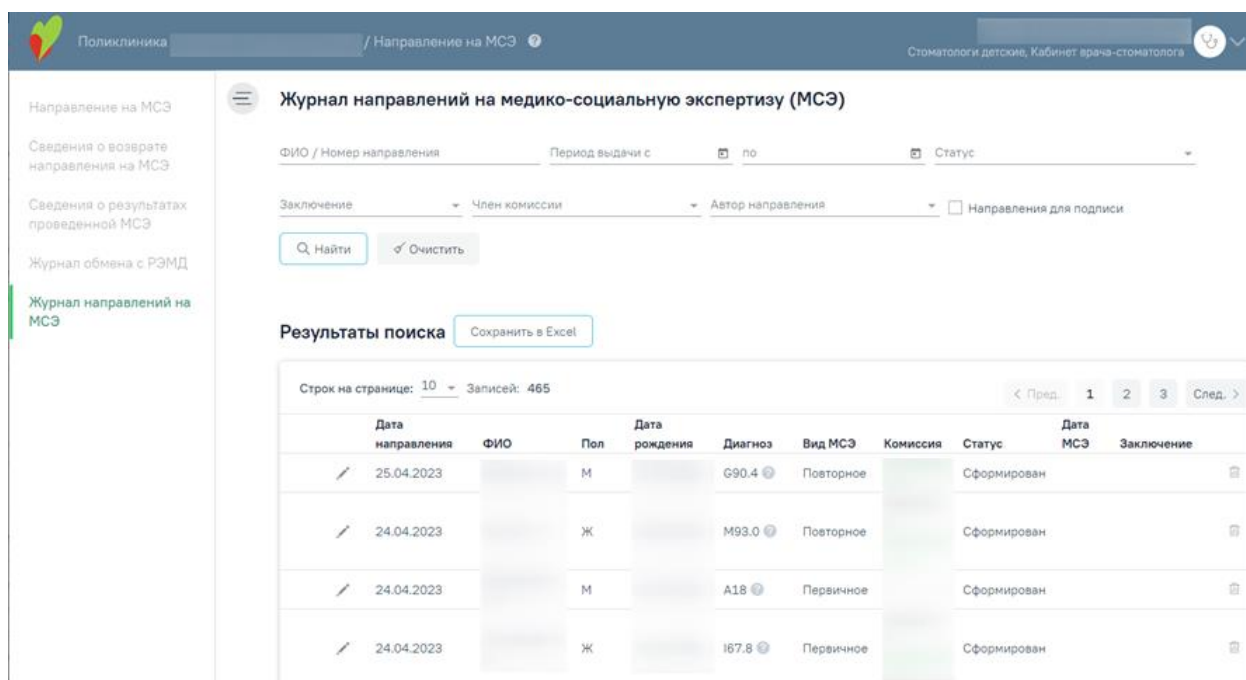 Поликлиника / Направление на МСЭ
Стоматологи детские, Кабинет врача-стоматолога
Направление на МСЭ
Сведения о возврате
направления на МСЭ
Сведения о результатах
проведенной МСЭ
Журнал обмена с РЭМД
Журнал направлений на
МСЭ
Журнал направлений на медико-социальную экспертизу (МСЭ)
ФИО / Номер направления Период выдачи с по Статус
Заключение Член комиссии Автор направления Направления для подписи
Найти Очистить
Результаты поиска Сохранить в Excel
Строк на странице: 10 Записей: 465 < Пред. 1 2 3 След. >
Дата направления ФИО Пол Дата рождения Диагноз Вид МСЭ Комиссия Статус Дата МСЭ Заключение
25.04.2023 М G90.4 Повторное Сформирован
24.04.2023 Ж M93.0 Повторное Сформирован
24.04.2023 М A18 Первичное Сформирован
24.04.2023 Ж I67.8 Первичное Сформирован